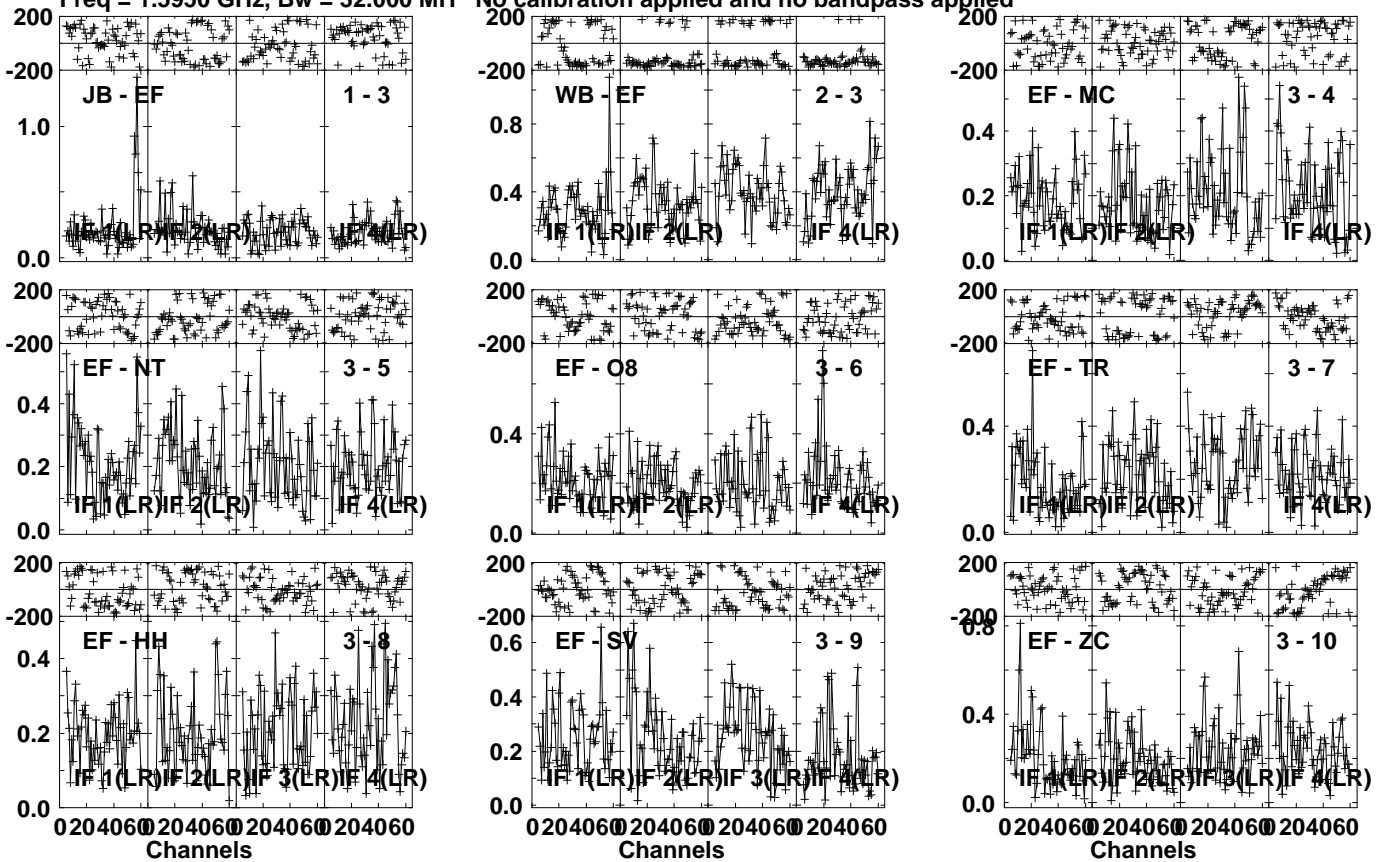 Freq = 1.5950 GHz, Bw = 32.000 MH No calibration applied and no bandpass applied
200
-200
JB - EF
1 - 3
1.0
0.0
IF 1(LR)
IF 2(LR)
IF 4(LR)
WB - EF
2 - 3
0.8
0.4
0.0
IF 1(LR)
IF 2(LR)
IF 4(LR)
200
-200
EF - MC
3 - 4
0.4
0.2
0.0
IF 1(LR)
IF 2(LR)
IF 4(LR)
200
-200
EF - NT
3 - 5
0.4
0.2
0.0
IF 1(LR)
IF 2(LR)
IF 4(LR)
200
-200
EF - O8
3 - 6
0.4
0.0
IF 1(LR)
IF 2(LR)
IF 4(LR)
200
-200
EF - TR
3 - 7
0.4
0.0
IF 1(LR)
IF 2(LR)
IF 4(LR)
200
-200
EF - HH
3 - 8
0.4
0.2
0.0
IF 1(LR)
IF 2(LR)
IF 3(LR)
IF 4(LR)
0 20 40 60 0 20 40 60 0 20 40 60 0 20 40 60
Channels
200
-200
EF - SV
3 - 9
0.6
0.4
0.2
0.0
IF 1(LR)
IF 2(LR)
IF 3(LR)
IF 4(LR)
0 20 40 60 0 20 40 60 0 20 40 60 0 20 40 60
Channels
200
-200
0.8
EF - ZC
3 - 10
0.4
0.0
IF 1(LR)
IF 2(LR)
IF 3(LR)
IF 4(LR)
0 20 40 60 0 20 40 60 0 20 40 60 0 20 40 60
Channels